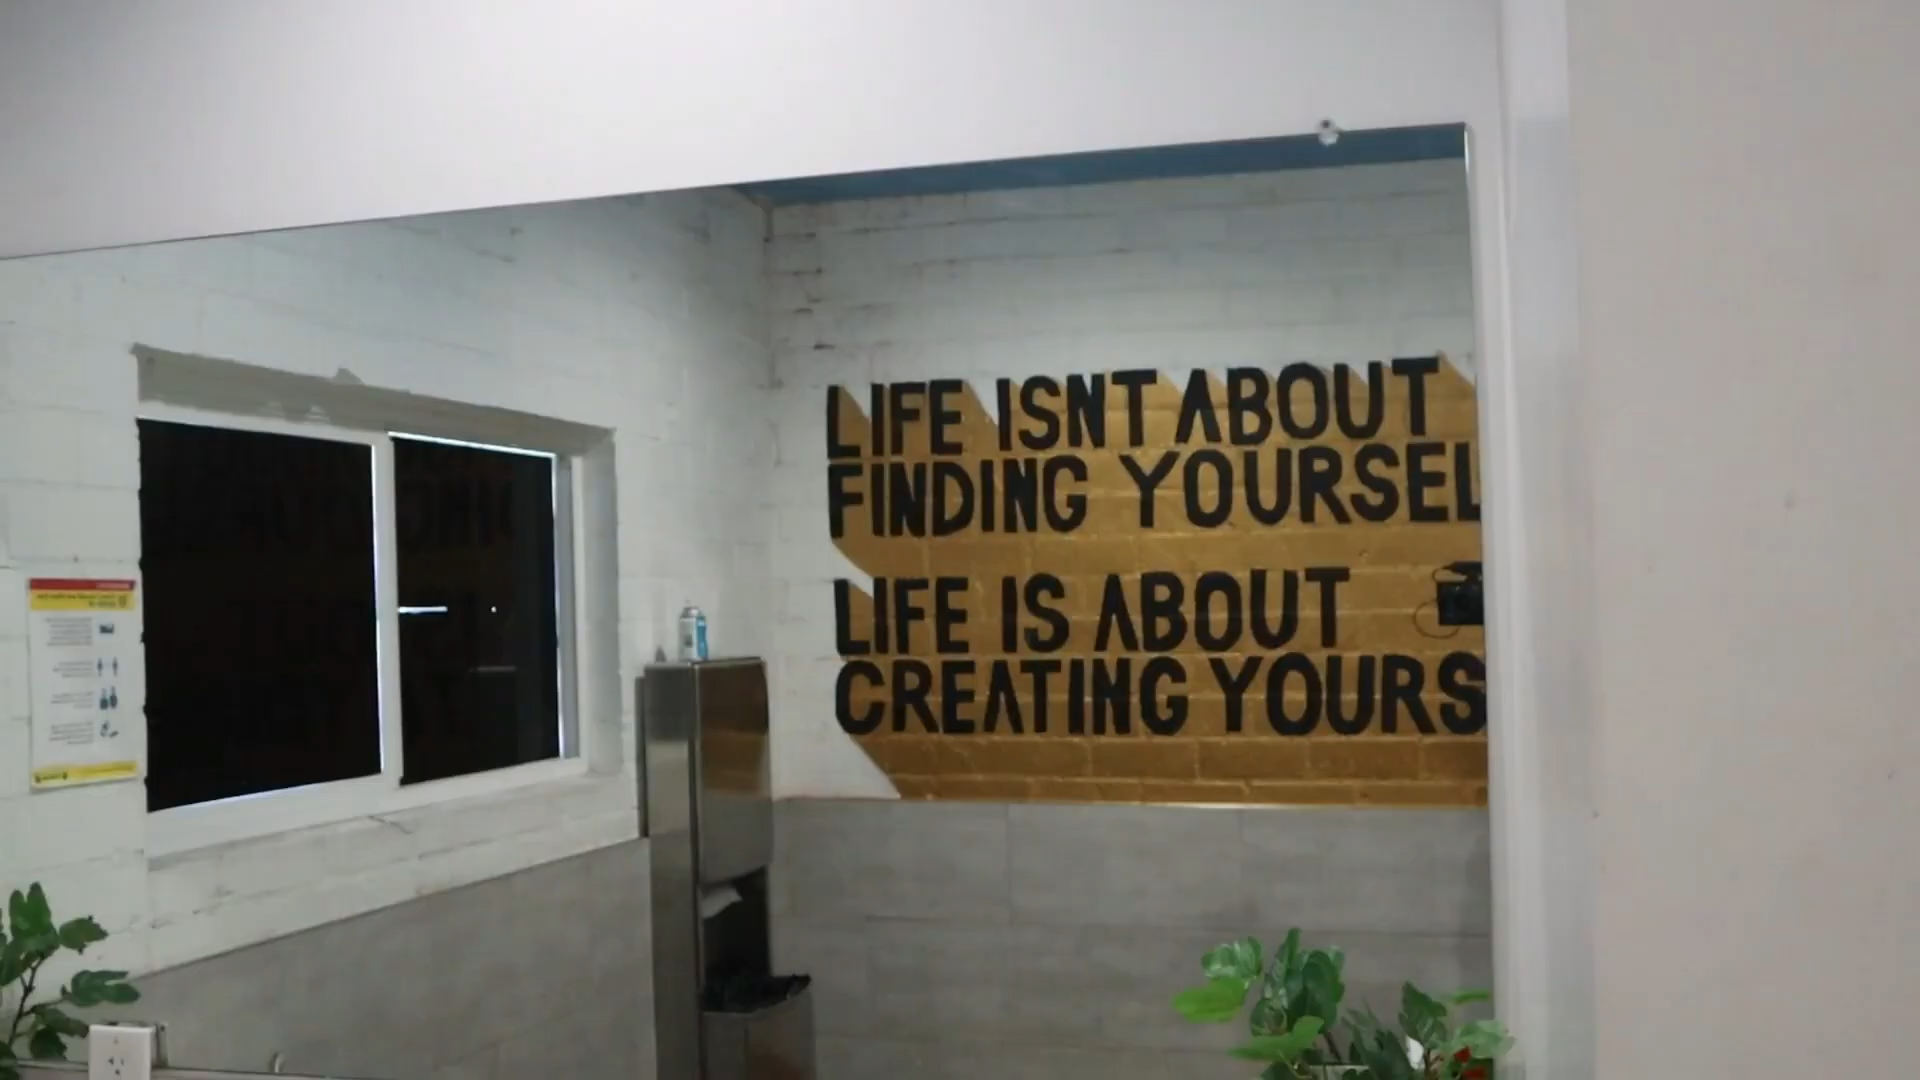 LIFE ISNT ABOUT
FINDING YOURSEL
LIFE IS ABOUT
CREATING YOURS